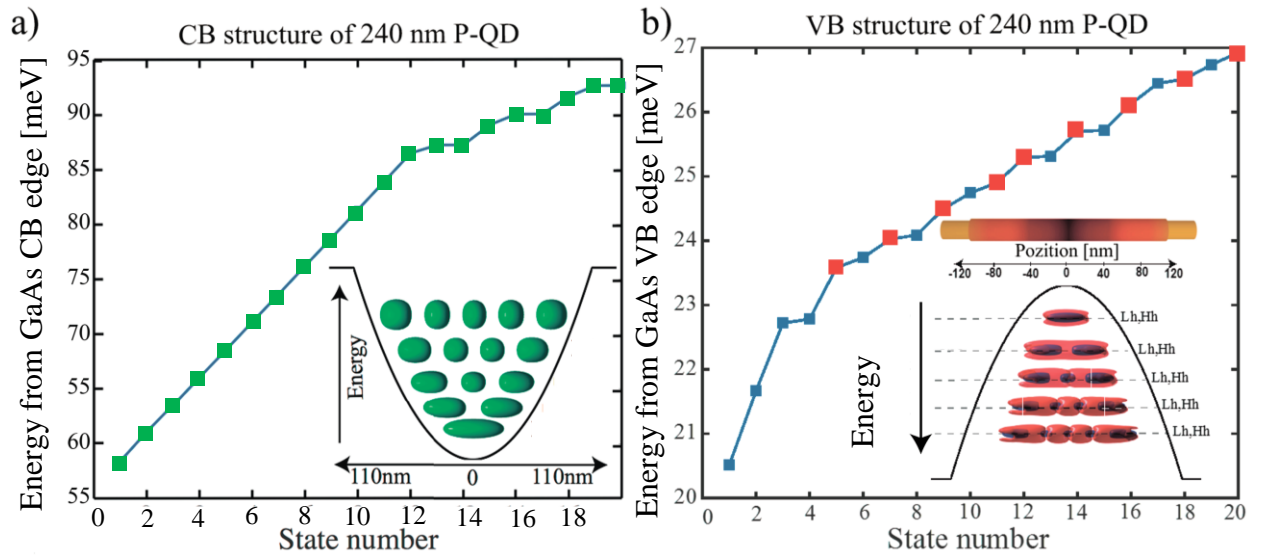 a)
CB structure of 240 nm P-QD
Energy from GaAs CB edge [meV]
95
90
85
80
75
70
65
60
55
0 2 4 6 8 10 12 14 16 18
State number
Energy
110nm 0 110nm
b)
VB structure of 240 nm P-QD
Energy from GaAs VB edge [meV]
27
26
25
24
23
22
21
20
0 2 4 6 8 10 12 14 16 18 20
State number
Pozition [nm]
-120 -80 -40 0 40 80 120
Energy
Lh,Hh
Lh,Hh
Lh,Hh
Lh,Hh
Lh,Hh